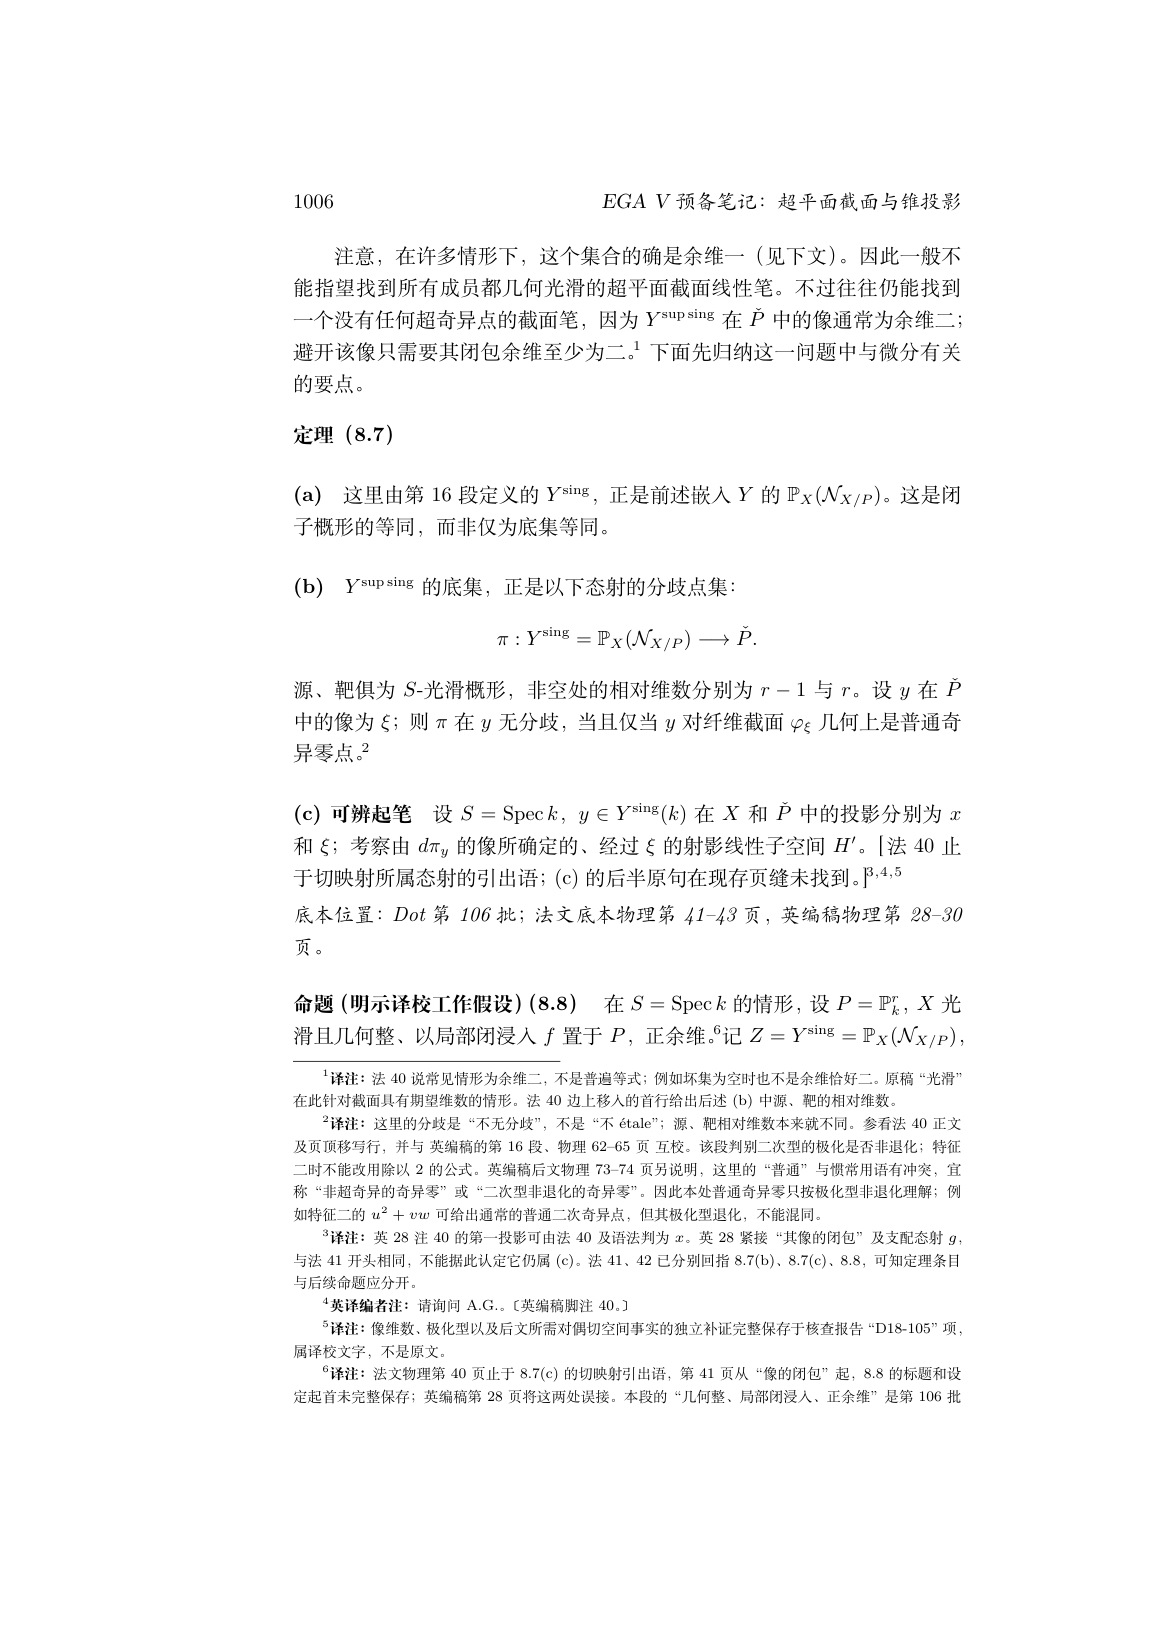 1006 EGA V 预备笔记：超平面截面与锥投影
注意，在许多情形下，这个集合的确是余维一（见下文）。因此一般不
能指望找到所有成员都几何光滑的超平面截面线性笔。不过往往仍能找到
一个没有任何超奇异点的截面笔，因为 Y^{sup sing} 在 P̌ 中的像通常为余维二；
避开该像只需要其闭包余维至少为二。¹ 下面先归纳这一问题中与微分有关
的要点。
定理（8.7）
(a) 这里由第 16 段定义的 Y^{sing}，正是前述嵌入 Y 的 ℙ_X(𝒩_{X/P})。这是闭
子概形的等同，而非仅为底集等同。
(b) Y^{sup sing} 的底集，正是以下态射的分歧点集：
π : Y^{sing} = ℙ_X(𝒩_{X/P}) ⟶ P̌.
源、靶俱为 S-光滑概形，非空处的相对维数分别为 r − 1 与 r。设 y 在 P̌
中的像为 ξ；则 π 在 y 无分歧，当且仅当 y 对纤维截面 φ_ξ 几何上是普通奇
异零点。²
(c) 可辨起笔 设 S = Spec k，y ∈ Y^{sing}(k) 在 X 和 P̌ 中的投影分别为 x
和 ξ；考察由 dπ_y 的像所确定的、经过 ξ 的射影线性子空间 H′。[法 40 止
于切映射所属态射的引出语；(c) 的后半原句在现存页缝未找到。]³,⁴,⁵
底本位置：Dot 第 106 批；法文底本物理第 41–43 页，英编稿物理第 28–30
页。
命题（明示译校工作假设）（8.8） 在 S = Spec k 的情形，设 P = ℙ^r_k，X 光
滑且几何整、以局部闭浸入 f 置于 P，正余维。⁶记 Z = Y^{sing} = ℙ_X(𝒩_{X/P})，
¹译注：法 40 说常见情形为余维二，不是普遍等式；例如坏集为空时也不是余维恰好二。原稿“光滑”
在此针对截面具有期望维数的情形。法 40 边上移入的首行给出后述 (b) 中源、靶的相对维数。
²译注：这里的分歧是“不无分歧”，不是“不 étale”；源、靶相对维数本来就不同。参看法 40 正文
及页顶移写行，并与 英编稿的第 16 段、物理 62–65 页 互校。该段判别二次型的极化是否非退化；特征
二时不能改用除以 2 的公式。英编稿后文物理 73–74 页另说明，这里的“普通”与惯常用语有冲突，宜
称“非超奇异的奇异零”或“二次型非退化的奇异零”。因此本处普通奇异零只按极化型非退化理解；例
如特征二的 u² + vw 可给出通常的普通二次奇异点，但其极化型退化，不能混同。
³译注：英 28 注 40 的第一投影可由法 40 及语法判为 x。英 28 紧接“其像的闭包”及支配态射 g，
与法 41 开头相同，不能据此认定它仍属 (c)。法 41、42 已分别回指 8.7(b)、8.7(c)、8.8，可知定理条目
与后续命题应分开。
⁴英译编者注：请询问 A.G.。〔英编稿脚注 40。〕
⁵译注：像维数、极化型以及后文所需对偶切空间事实的独立补证完整保存于核查报告“D18-105”项，
属译校文字，不是原文。
⁶译注：法文物理第 40 页止于 8.7(c) 的切映射引出语，第 41 页从“像的闭包”起，8.8 的标题和设
定起首未完整保存；英编稿第 28 页将这两处误接。本段的“几何整、局部闭浸入、正余维”是第 106 批